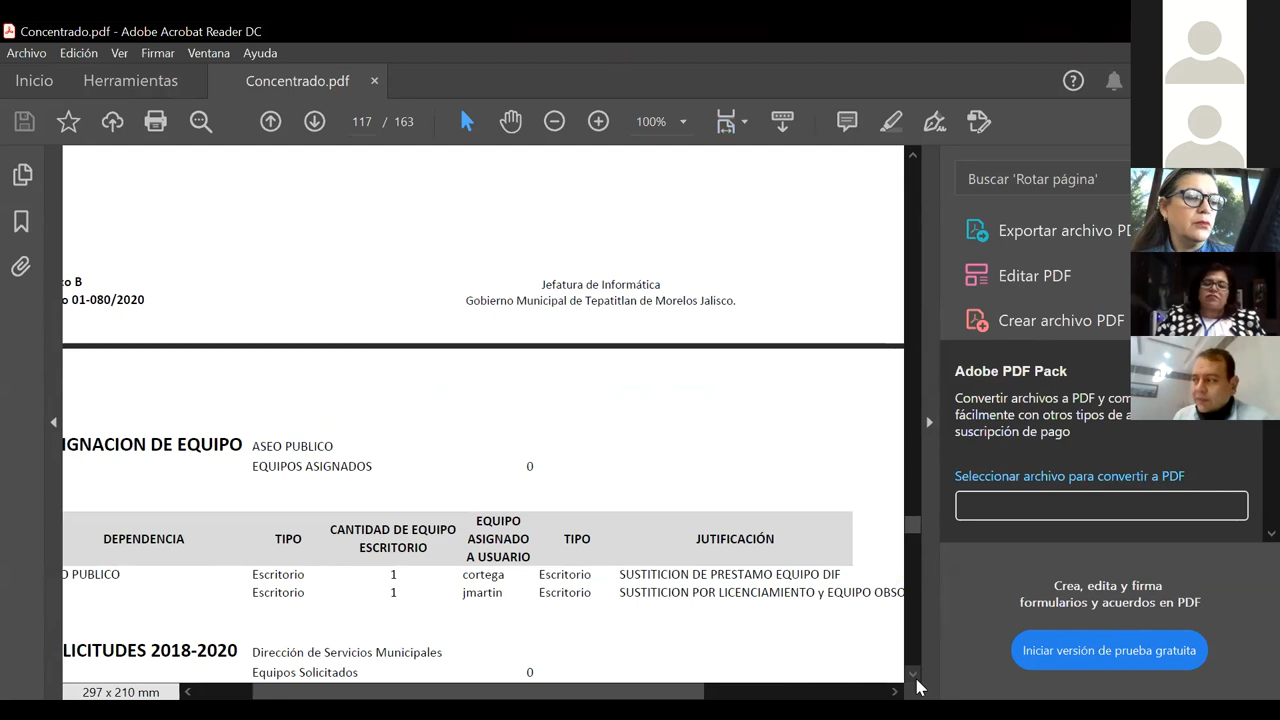 Concentrado.pdf - Adobe Acrobat Reader DC
Archivo Edición Ver Firmar Ventana Ayuda
Inicio Herramientas Concentrado.pdf ×
117 / 163 100%
Buscar 'Rotar página'
Exportar archivo PD
Editar PDF
Crear archivo PDF
Adobe PDF Pack
Convertir archivos a PDF y com
fácilmente con otros tipos de a
suscripción de pago
Seleccionar archivo para convertir a PDF
Crea, edita y firma
formularios y acuerdos en PDF
Iniciar versión de prueba gratuita
co B
o 01-080/2020
Jefatura de Informática
Gobierno Municipal de Tepatitlan de Morelos Jalisco.
IGNACION DE EQUIPO ASEO PUBLICO
EQUIPOS ASIGNADOS 0
DEPENDENCIA TIPO CANTIDAD DE EQUIPO ESCRITORIO EQUIPO ASIGNADO A USUARIO TIPO JUTIFICACIÓN
O PUBLICO Escritorio 1 cortega Escritorio SUSTITICION DE PRESTAMO EQUIPO DIF
Escritorio 1 jmartin Escritorio SUSTITICION POR LICENCIAMIENTO y EQUIPO OBSO
LICITUDES 2018-2020 Dirección de Servicios Municipales
Equipos Solicitados 0
297 x 210 mm